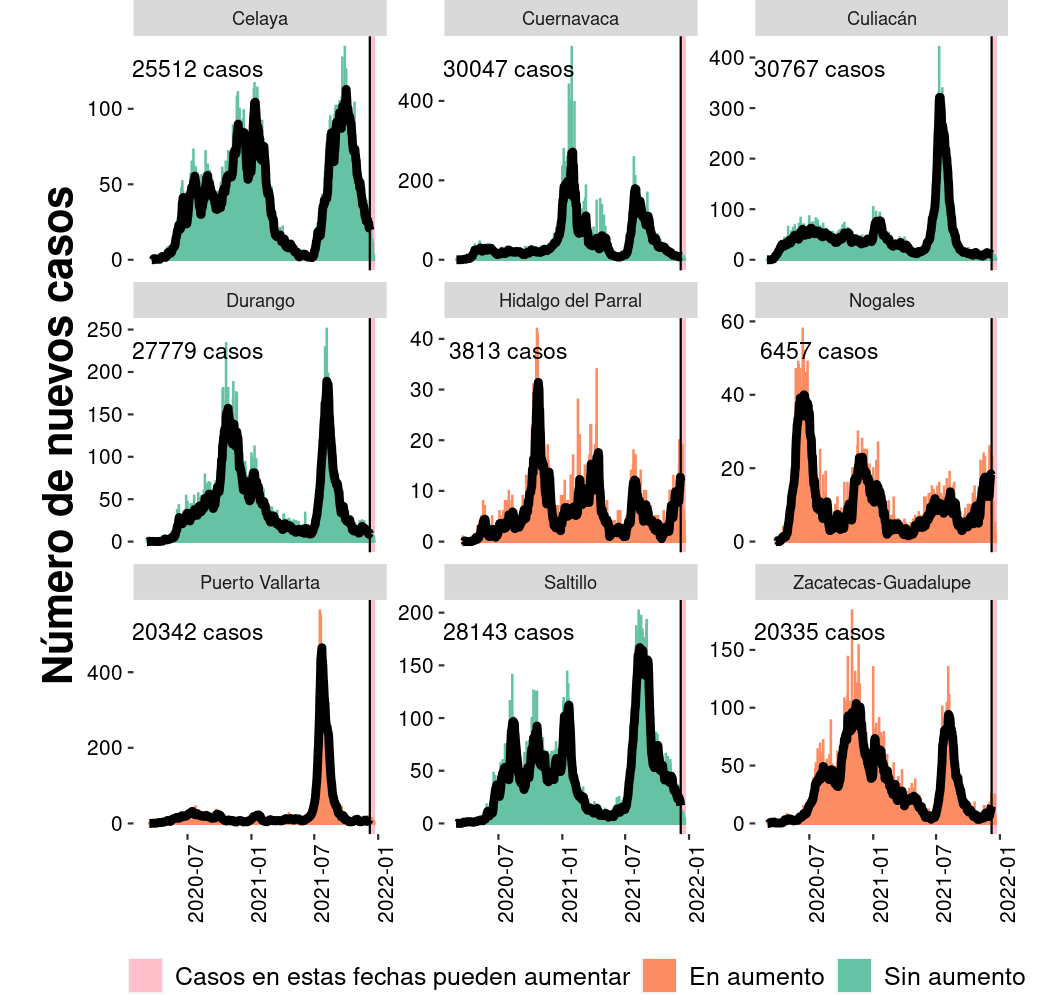 Número de nuevos casos
Celaya
Cuernavaca
Culiacán
25512 casos
30047 casos
30767 casos
100
50
0
400
200
0
400
300
200
100
0
Durango
Hidalgo del Parral
Nogales
27779 casos
3813 casos
6457 casos
250
200
150
100
50
0
40
30
20
10
0
60
40
20
0
Puerto Vallarta
Saltillo
Zacatecas-Guadalupe
20342 casos
28143 casos
20335 casos
400
200
0
200
150
100
50
0
150
100
50
0
2020-07
2021-01
2021-07
2022-01
2020-07
2021-01
2021-07
2022-01
2020-07
2021-01
2021-07
2022-01
Casos en estas fechas pueden aumentar
En aumento
Sin aumento